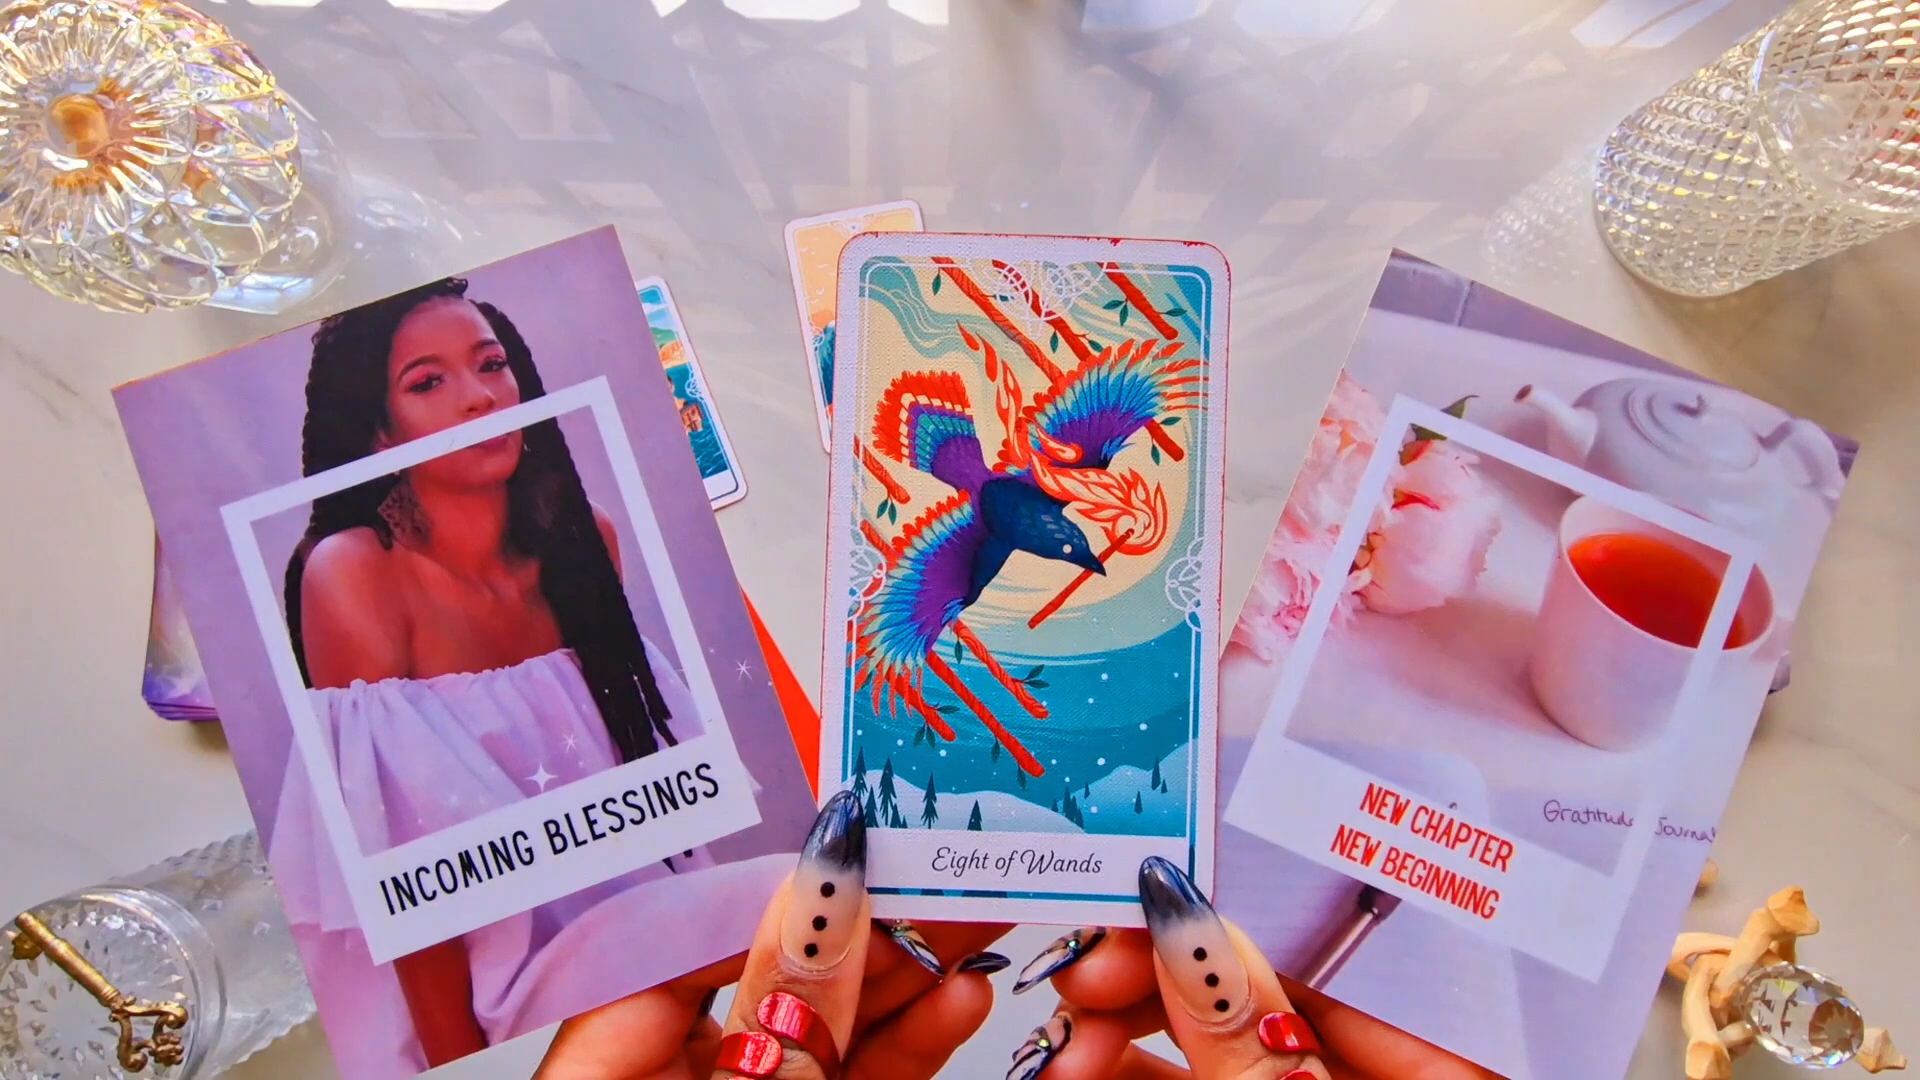 INCOMING BLESSINGS
Eight of Wands
NEW CHAPTER
NEW BEGINNING
Gratitude Journal